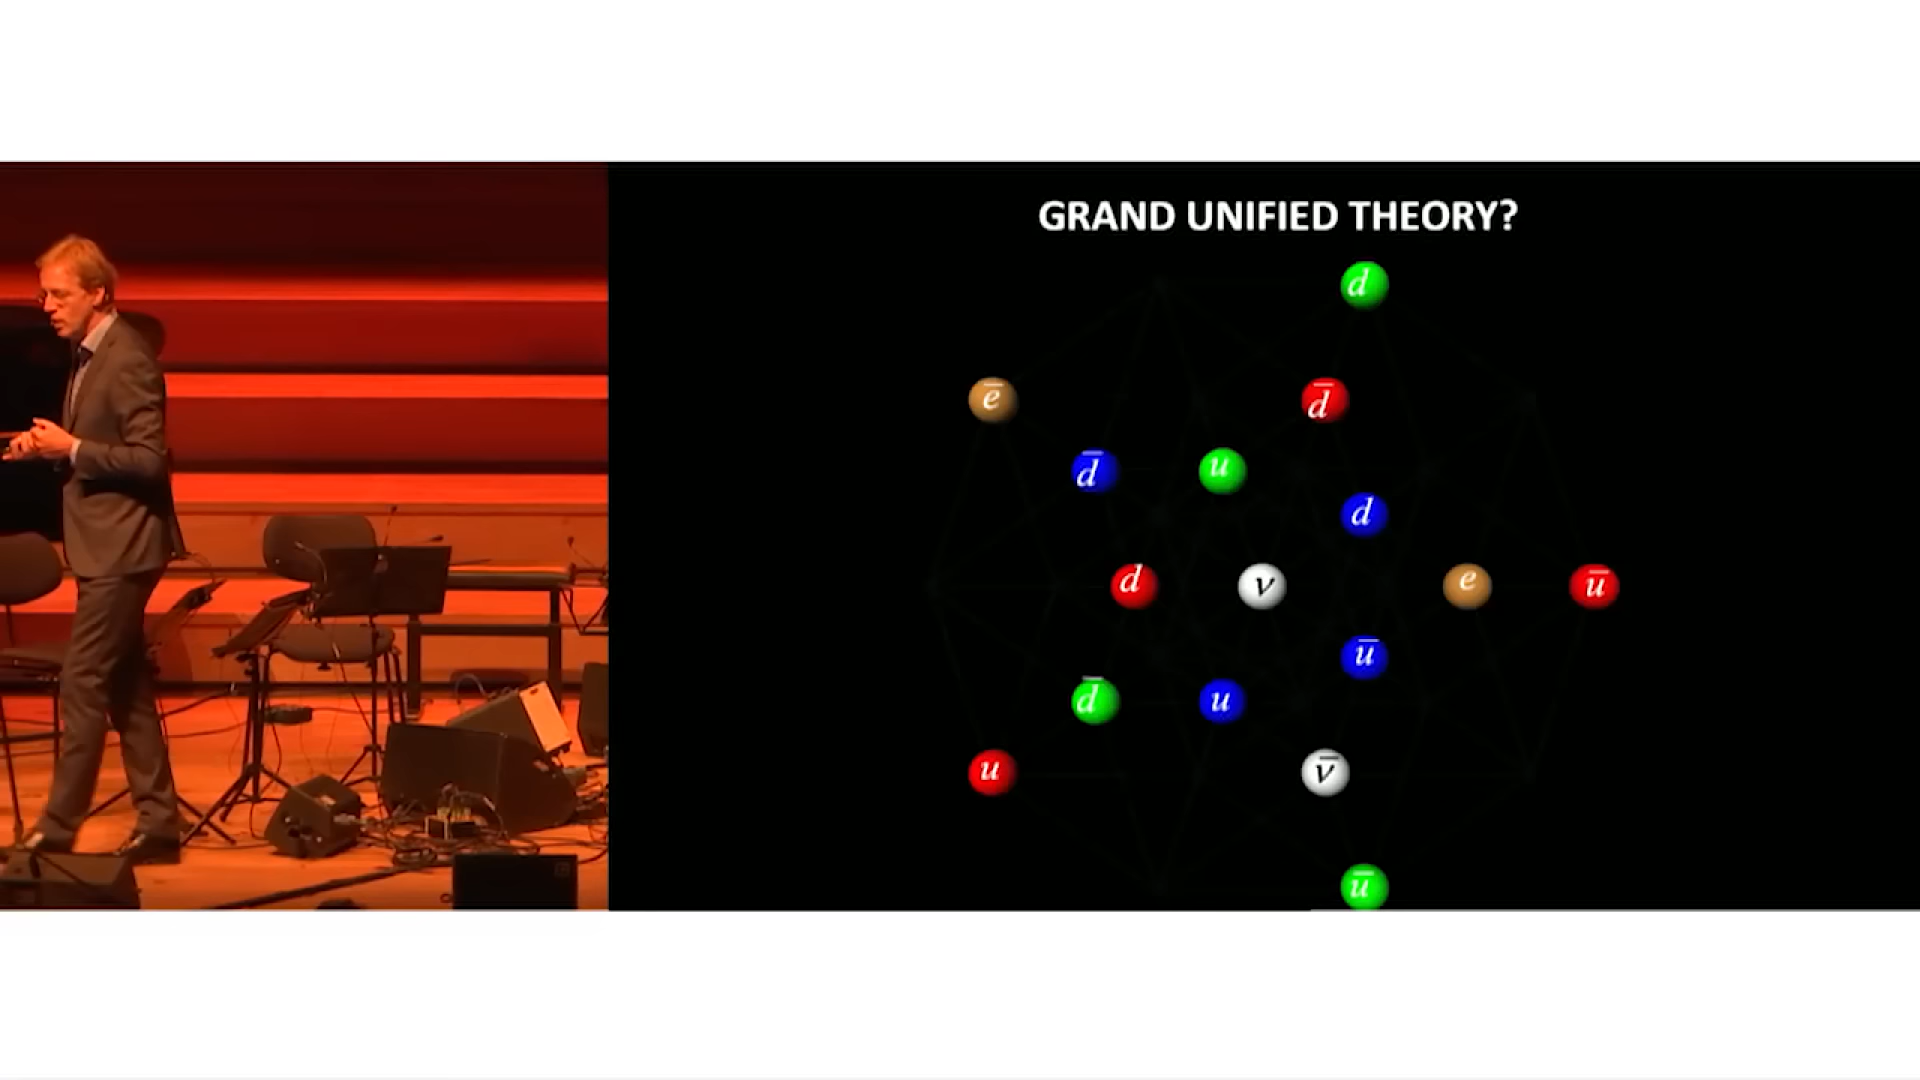 GRAND UNIFIED THEORY?
d
e̅
d̅
d̅
u
d
d
ν
e
u̅
u̅
d̅
u
u
ν̅
u̅